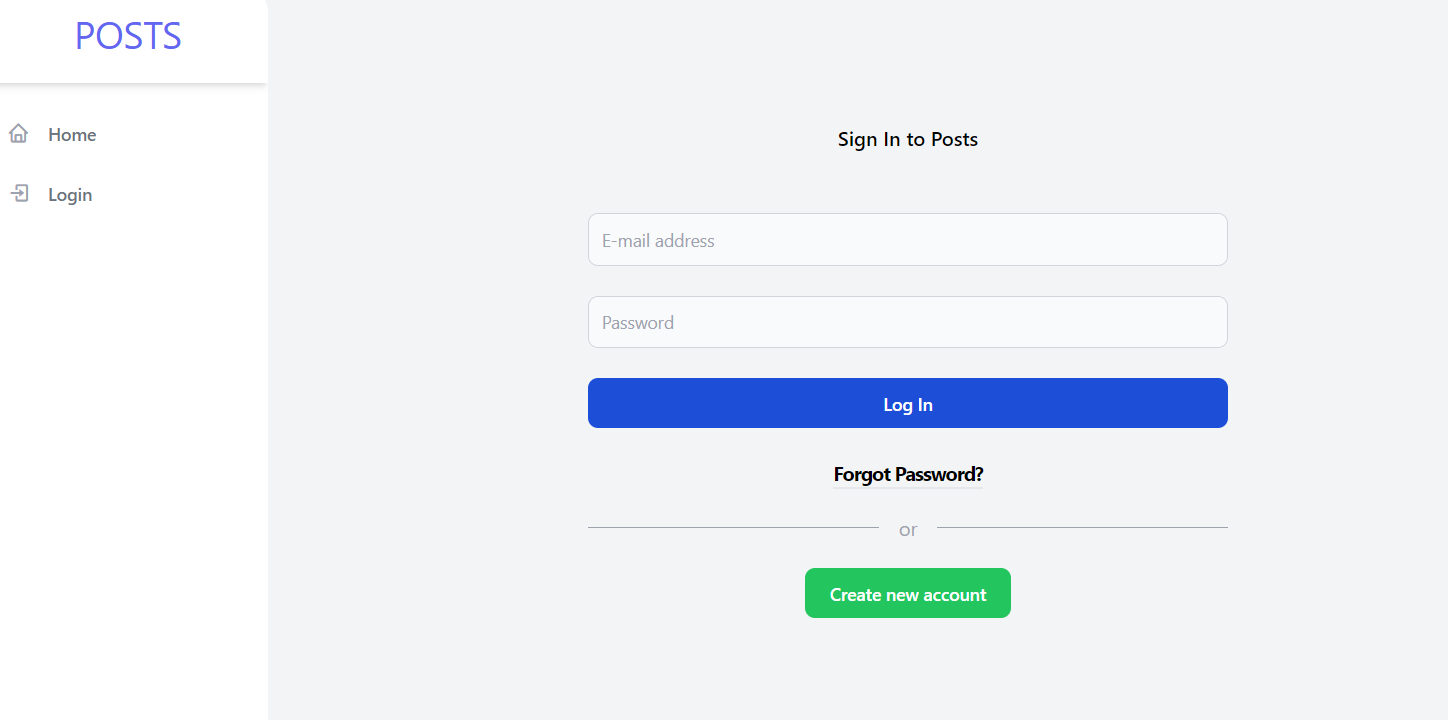 POSTS
Home
Login
Sign In to Posts
E-mail address
Password
Log In
Forgot Password?
or
Create new account